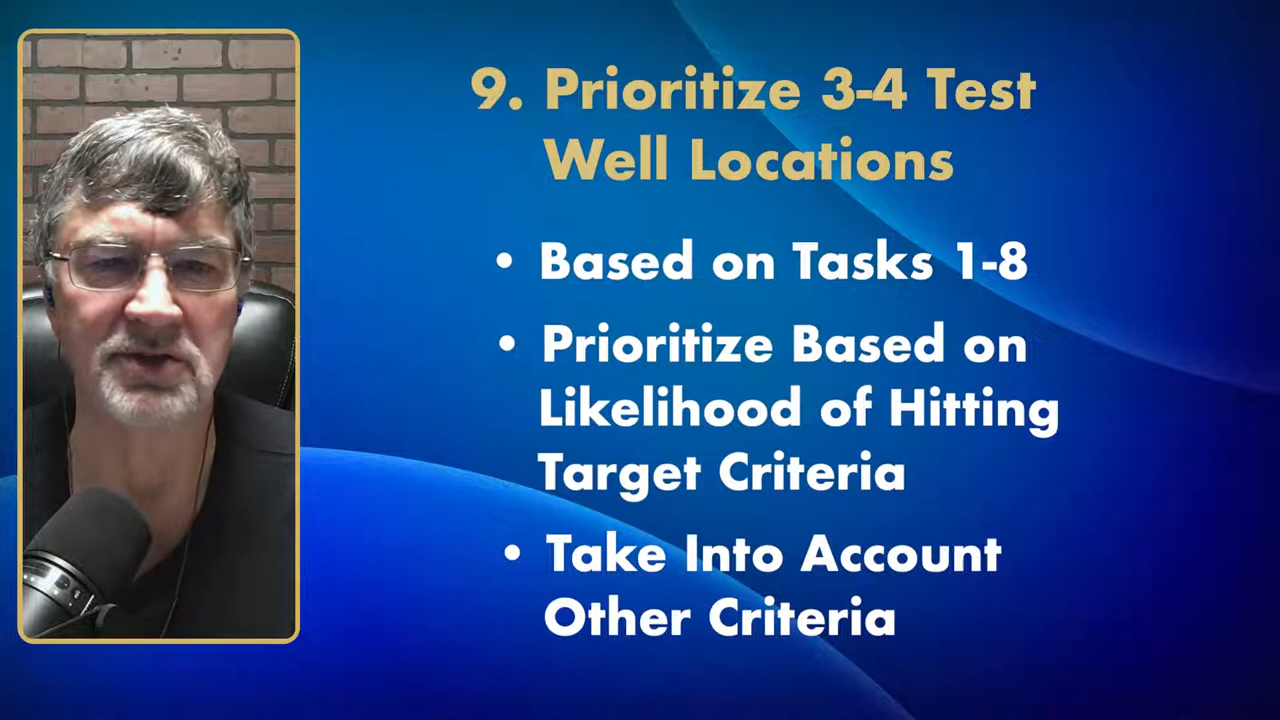 9. Prioritize 3-4 Test
Well Locations
• Based on Tasks 1-8
• Prioritize Based on
Likelihood of Hitting
Target Criteria
• Take Into Account
Other Criteria